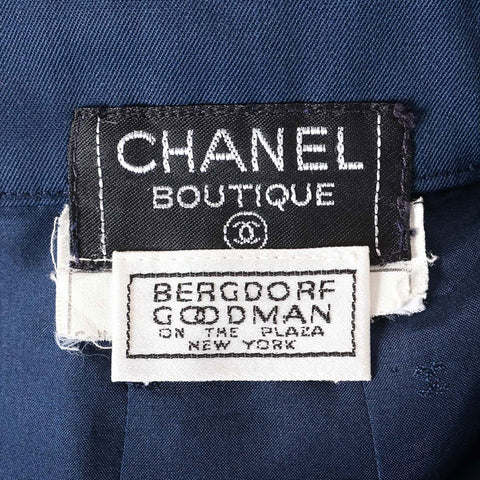 CHANEL
BOUTIQUE
BERGDORF
GOODMAN
ON THE PLAZA
NEW YORK